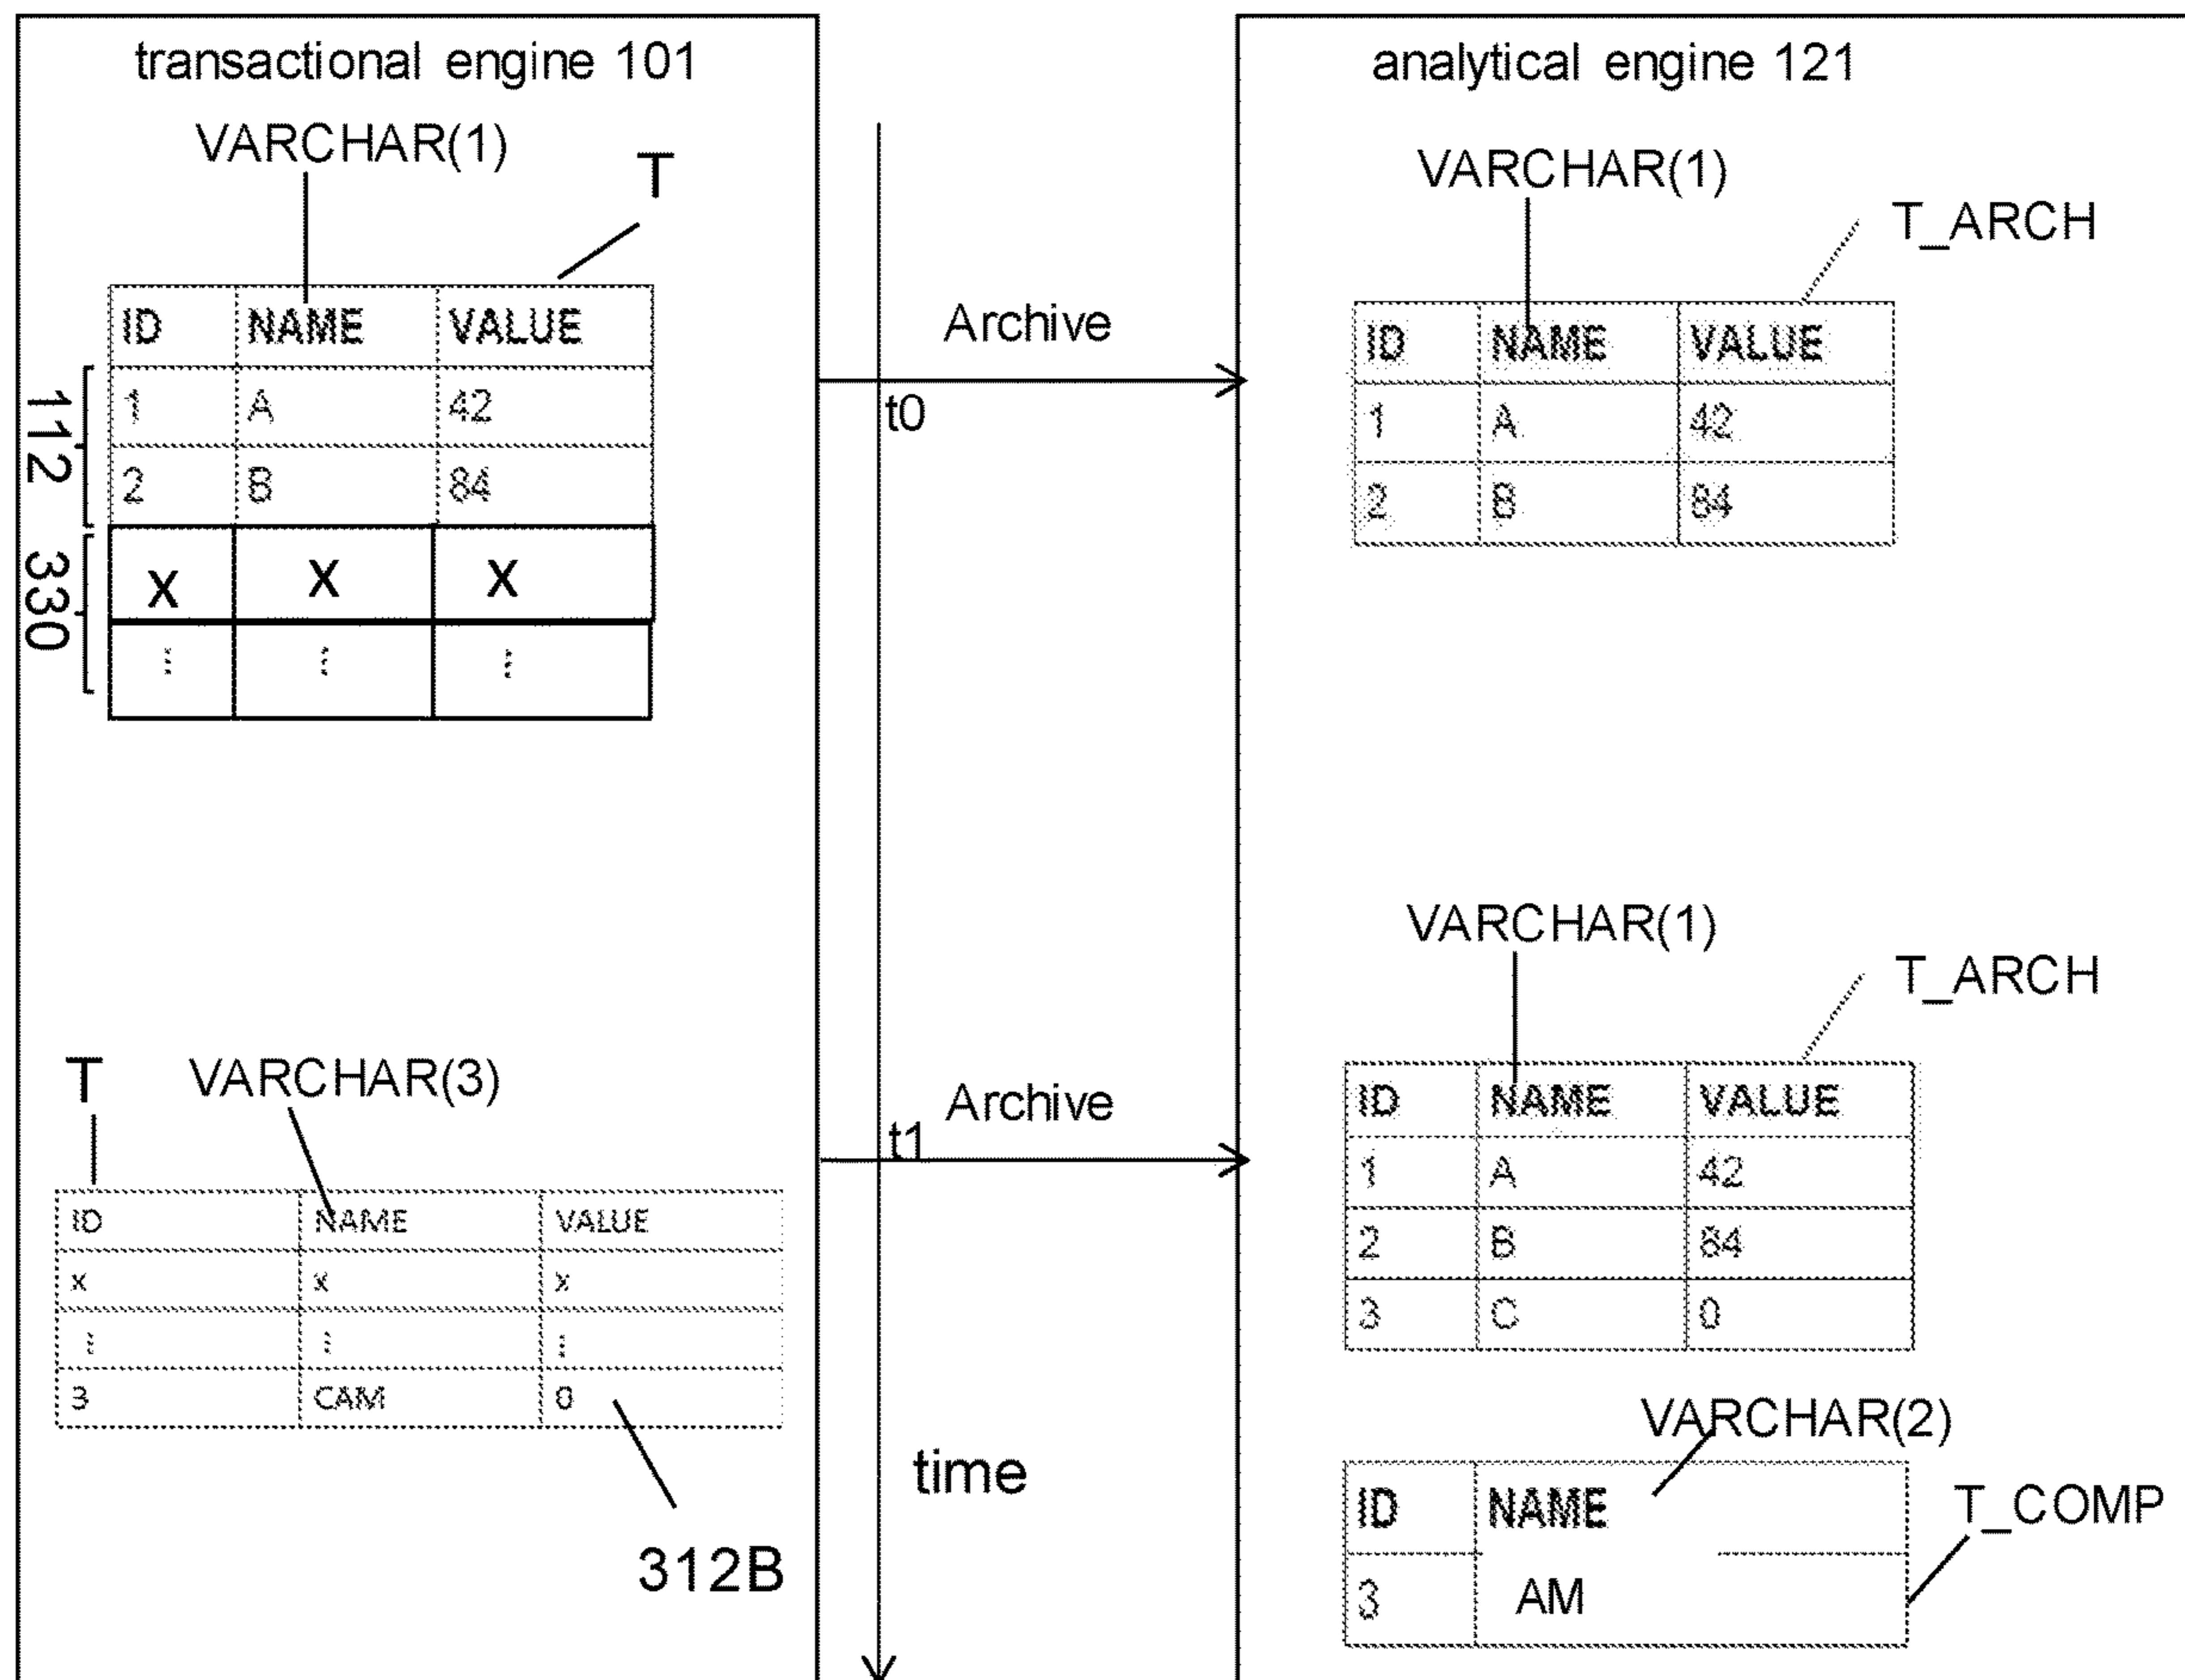 transactional engine 101
VARCHAR(1)
T
ID NAME VALUE
1 A 42
2 B 84
X X X
⋮ ⋮ ⋮
112
330
Archive
t0
analytical engine 121
VARCHAR(1)
T_ARCH
ID NAME VALUE
1 A 42
2 B 84
T VARCHAR(3)
ID NAME VALUE
x x x
⋮ ⋮ ⋮
3 CAM 0
312B
Archive
t1
time
VARCHAR(1)
T_ARCH
ID NAME VALUE
1 A 42
2 B 84
3 C 0
VARCHAR(2)
T_COMP
ID NAME
3 AM